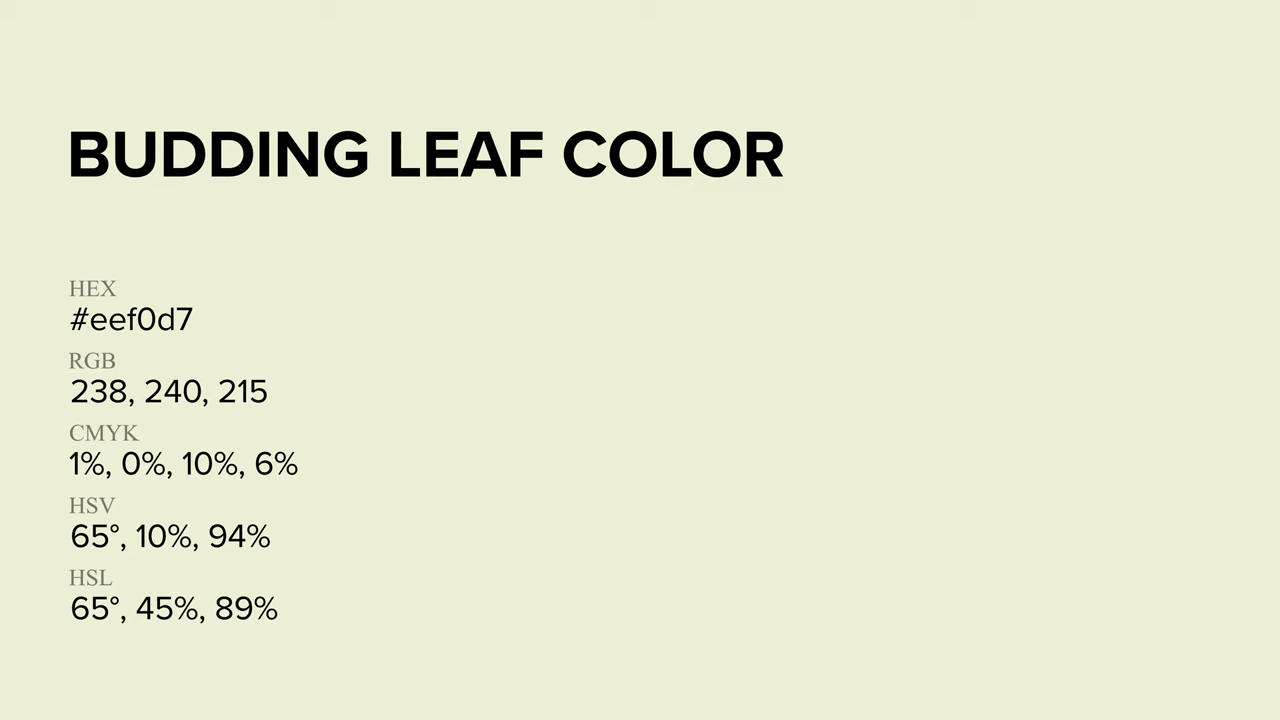 BUDDING LEAF COLOR
HEX
#eef0d7
RGB
238, 240, 215
CMYK
1%, 0%, 10%, 6%
HSV
65°, 10%, 94%
HSL
65°, 45%, 89%